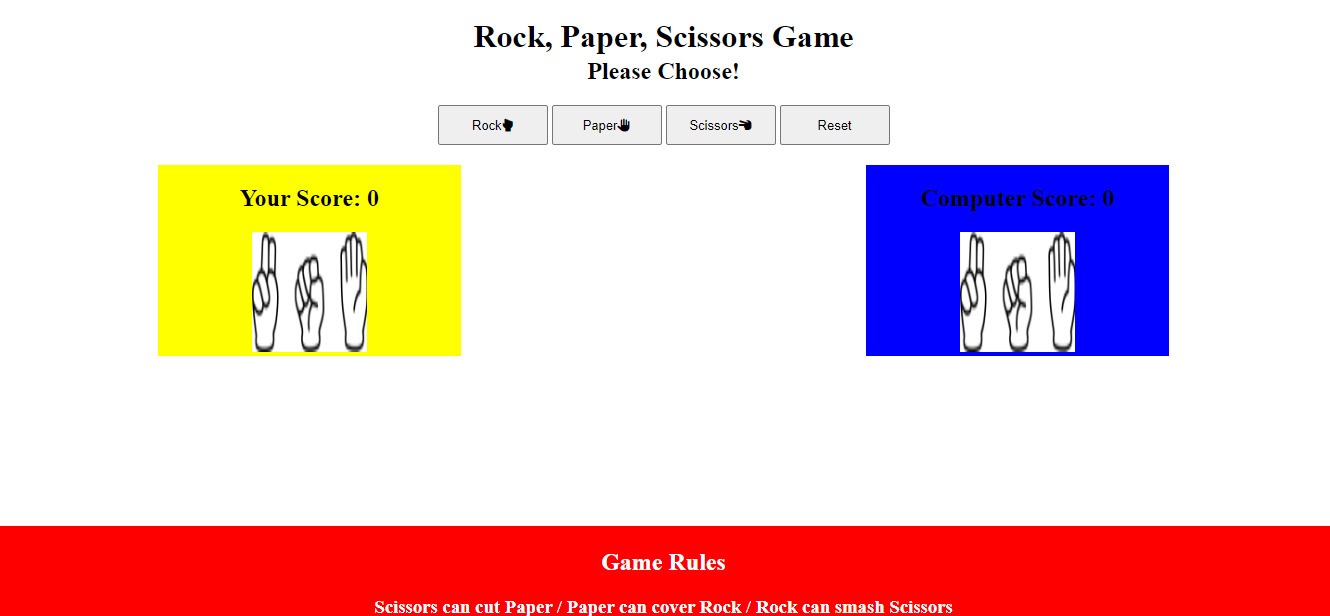 Rock, Paper, Scissors Game
Please Choose!
Rock Paper Scissors Reset
Your Score: 0
Computer Score: 0
Game Rules
Scissors can cut Paper / Paper can cover Rock / Rock can smash Scissors